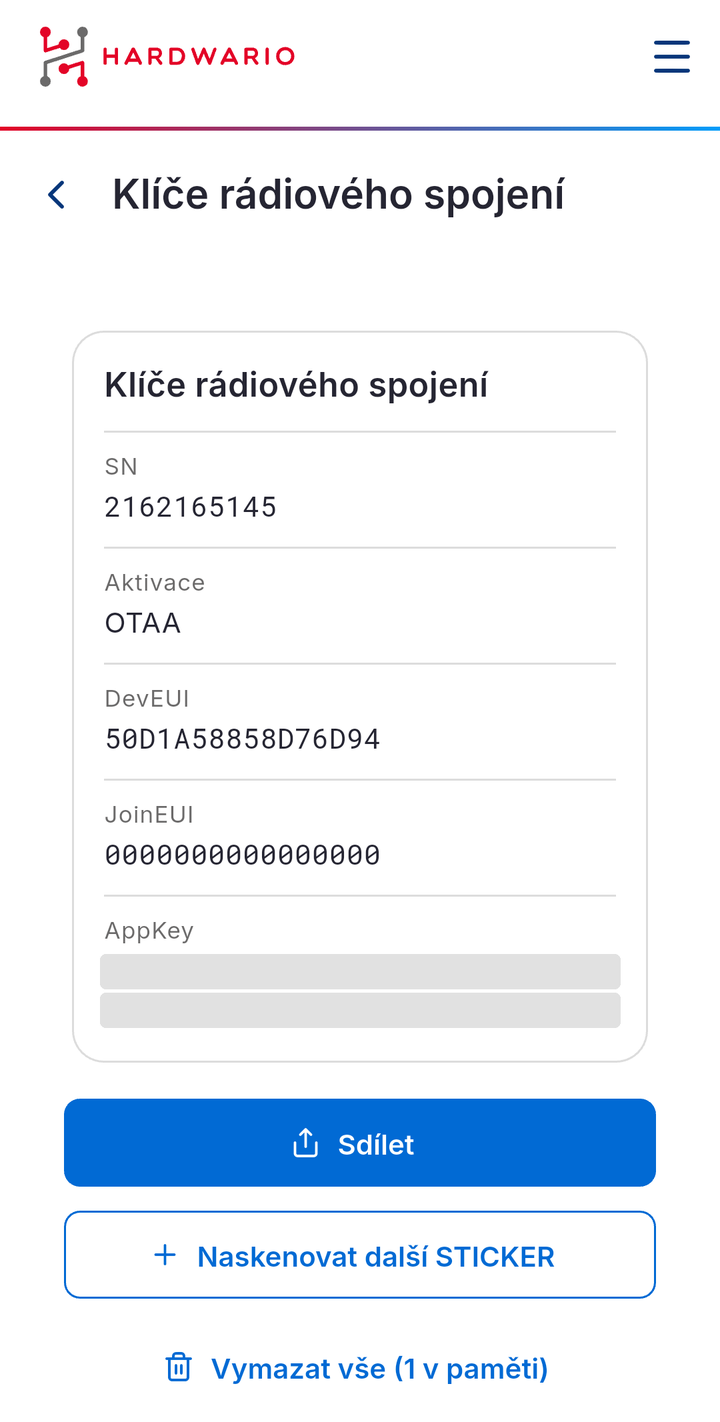 HARDWARIO
Klíče rádiového spojení
Klíče rádiového spojení
SN
2162165145
Aktivace
OTAA
DevEUI
50D1A58858D76D94
JoinEUI
0000000000000000
AppKey
Sdílet
Naskenovat další STICKER
Vymazat vše (1 v paměti)